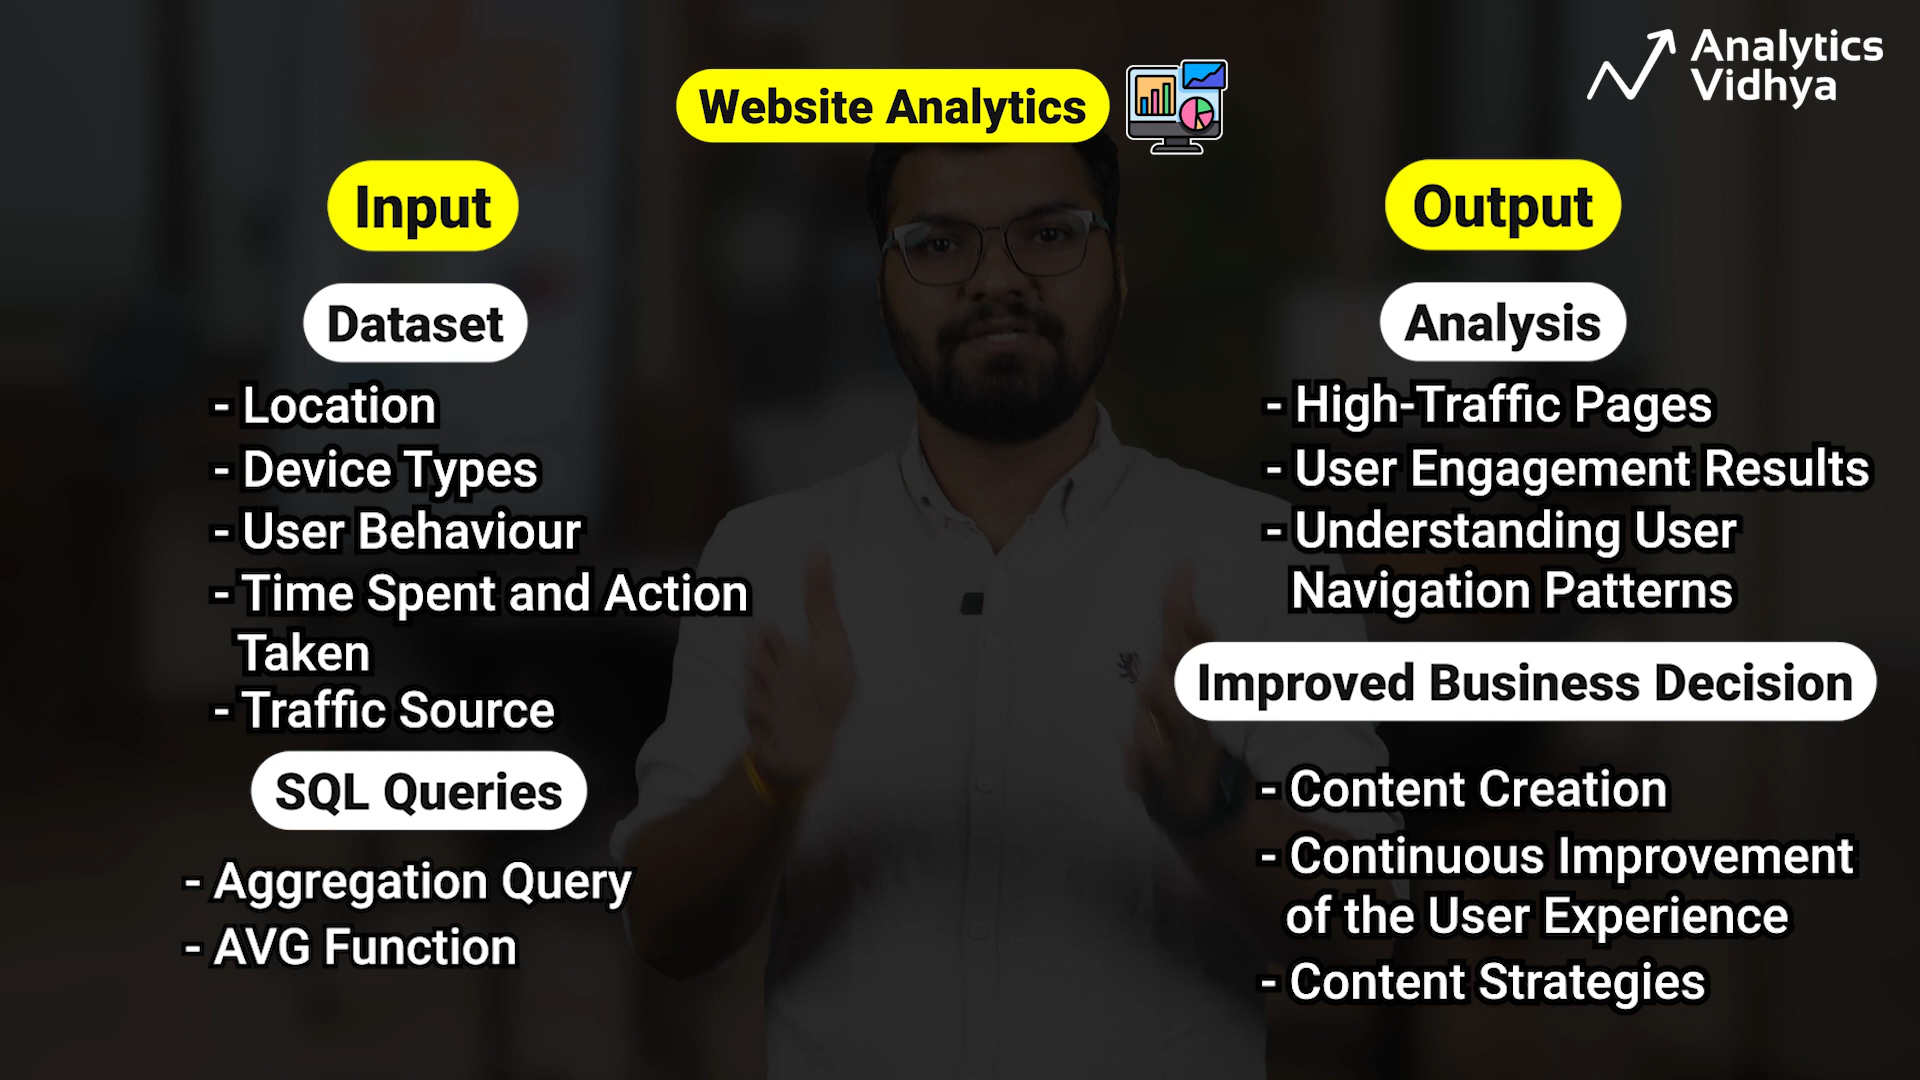 Analytics
Vidhya
Website Analytics
Input
Dataset
- Location
- Device Types
- User Behaviour
- Time Spent and Action
Taken
- Traffic Source
SQL Queries
- Aggregation Query
- AVG Function
Output
Analysis
- High-Traffic Pages
- User Engagement Results
- Understanding User
Navigation Patterns
Improved Business Decision
- Content Creation
- Continuous Improvement
of the User Experience
- Content Strategies